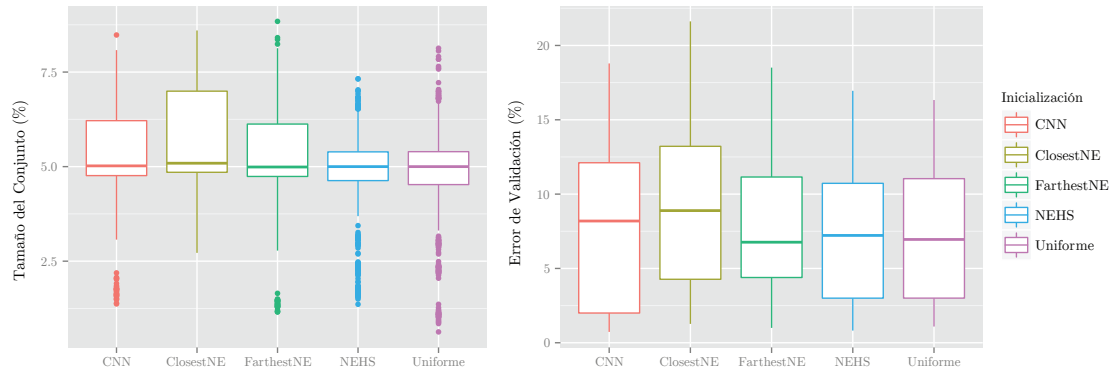 Tamaño del Conjunto (%)
7.5
5.0
2.5
CNN
ClosestNE
FarthestNE
NEHS
Uniforme
Error de Validación (%)
20
15
10
5
0
CNN
ClosestNE
FarthestNE
NEHS
Uniforme
Inicialización
CNN
ClosestNE
FarthestNE
NEHS
Uniforme